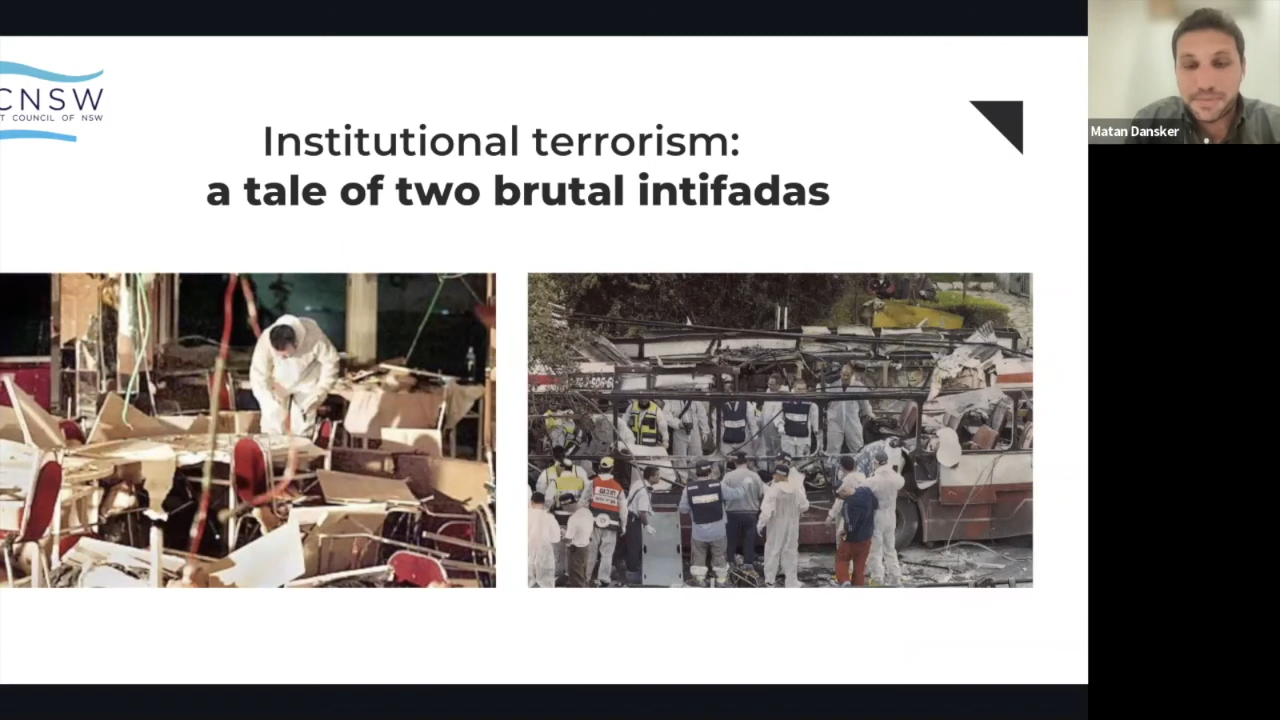 CNSW
T COUNCIL OF NSW
Institutional terrorism:
a tale of two brutal intifadas
Matan Dansker